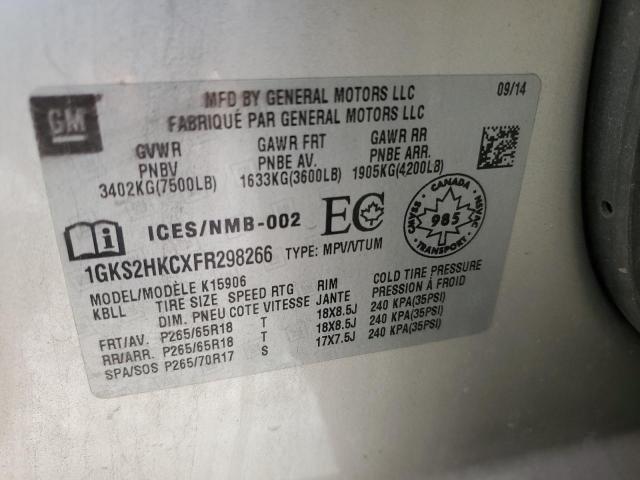 GM
MFD BY GENERAL MOTORS LLC 09/14
FABRIQUÉ PAR GENERAL MOTORS LLC
GVWR GAWR FRT GAWR RR
PNBV PNBE AV. PNBE ARR.
3402KG(7500LB) 1633KG(3600LB) 1905KG(4200LB)
ICES/NMB-002 EC
CMVSS CANADA NSVAC
985
TRANSPORT
1GKS2HKCXFR298266 TYPE: MPV/VTUM
MODEL/MODÈLE K15906
KBLL TIRE SIZE SPEED RTG RIM COLD TIRE PRESSURE
DIM. PNEU COTE VITESSE JANTE PRESSION À FROID
FRT/AV. P265/65R18 T 18X8.5J 240 KPA(35PSI)
RR/ARR. P265/65R18 T 18X8.5J 240 KPA(35PSI)
SPA/SOS P265/70R17 S 17X7.5J 240 KPA(35PSI)